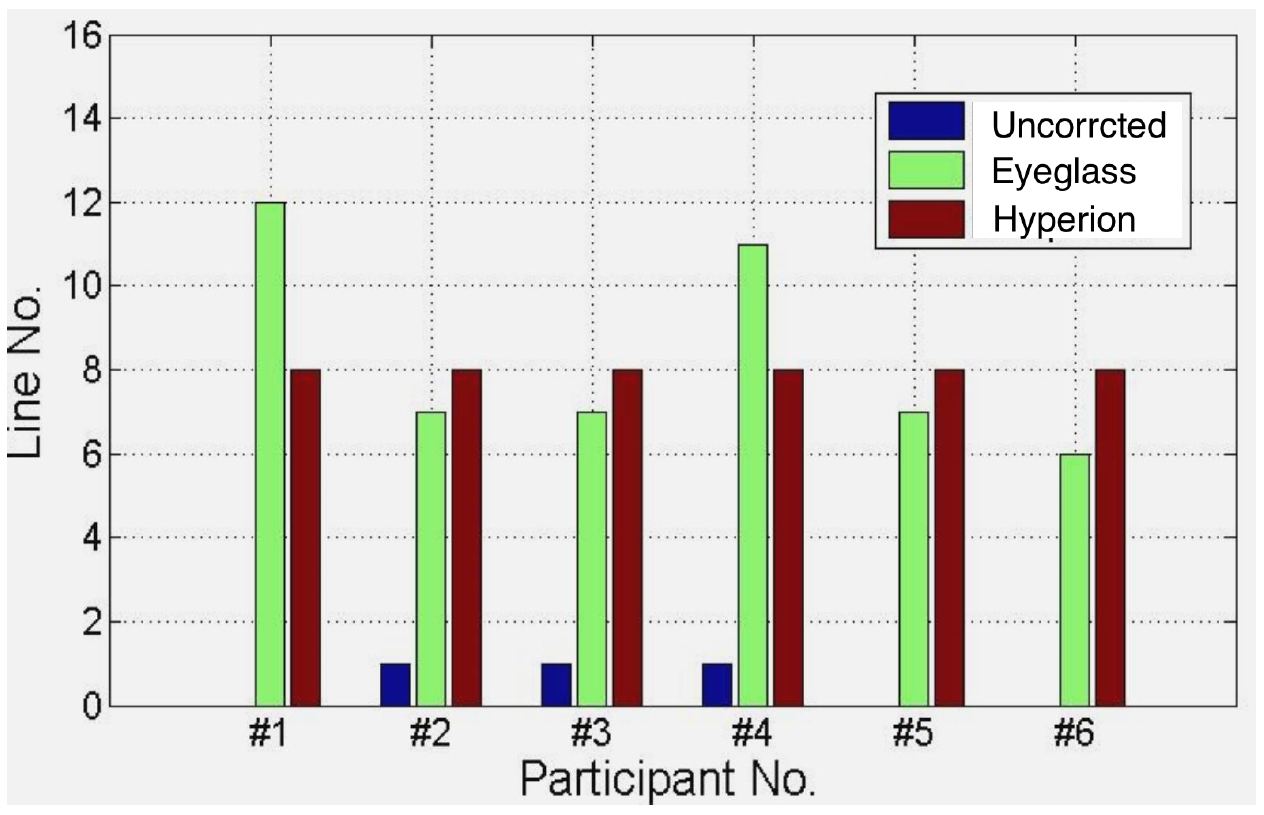 16
14
12
10
8
6
4
2
0
Line No.
Uncorrcted
Eyeglass
Hyperion
#1 #2 #3 #4 #5 #6
Participant No.